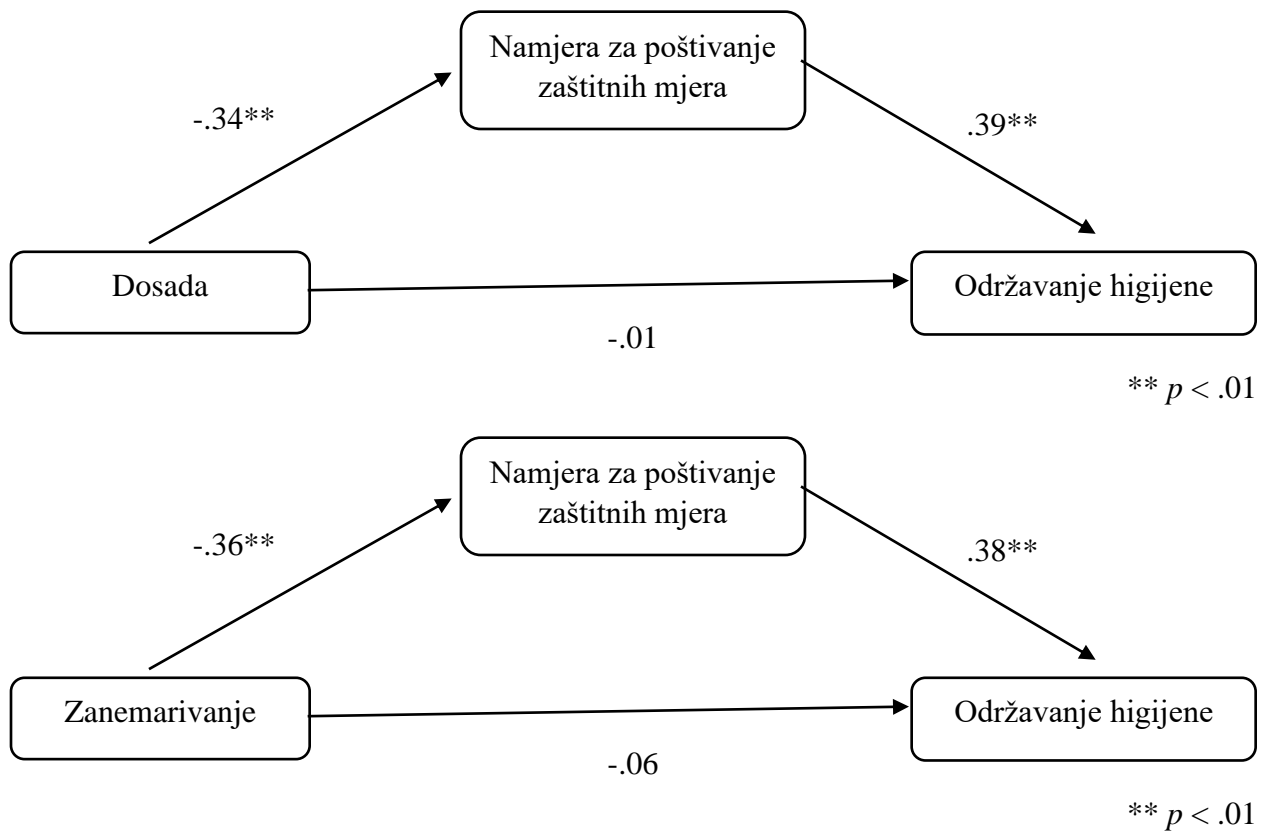 Namjera za poštivanje
zaštitnih mjera
-.34**
.39**
Dosada
Održavanje higijene
-.01
** p < .01
Namjera za poštivanje
zaštitnih mjera
-.36**
.38**
Zanemarivanje
Održavanje higijene
-.06
** p < .01